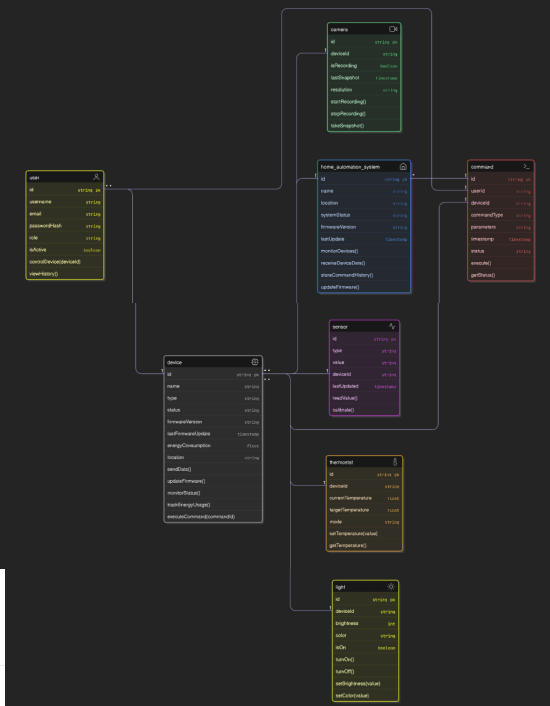 camera
id string pk
deviceId string
isRecording boolean
lastSnapshot timestamp
resolution string
startRecording()
stopRecording()
takeSnapshot()
user
id string pk
username string
email string
passwordHash string
role string
isActive boolean
controlDevice(deviceId)
viewHistory()
home_automation_system
id string pk
name string
location string
systemStatus string
firmwareVersion string
lastUpdate timestamp
monitorDevices()
receiveDeviceData()
storeCommandHistory()
updateFirmware()
command
id string pk
userId string
deviceId string
commandType string
parameters string
timestamp timestamp
status string
execute()
getStatus()
sensor
id string pk
type string
value string
deviceId string
lastUpdated timestamp
readValue()
calibrate()
device
id string pk
name string
type string
status string
firmwareVersion string
lastFirmwareUpdate timestamp
energyConsumption float
location string
sendData()
updateFirmware()
monitorStatus()
trackEnergyUsage()
executeCommand(commandId)
thermostat
id string pk
deviceId string
currentTemperature float
targetTemperature float
mode string
setTemperature(value)
getTemperature()
light
id string pk
deviceId string
brightness int
color string
isOn boolean
turnOn()
turnOff()
setBrightness(value)
setColor(value)